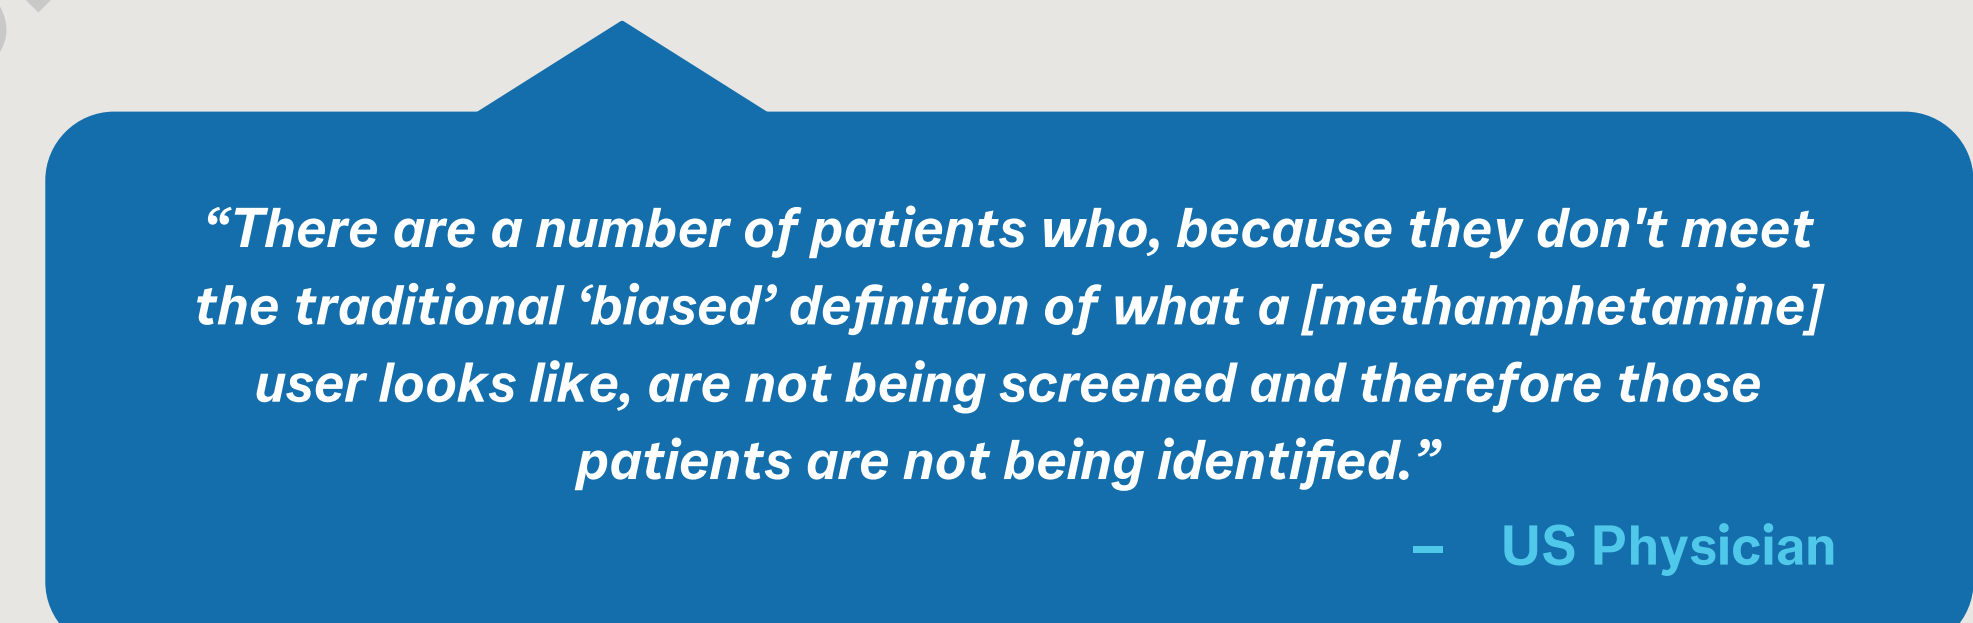 “There are a number of patients who, because they don't meet
the traditional ‘biased’ definition of what a [methamphetamine]
user looks like, are not being screened and therefore those
patients are not being identified.”
– US Physician